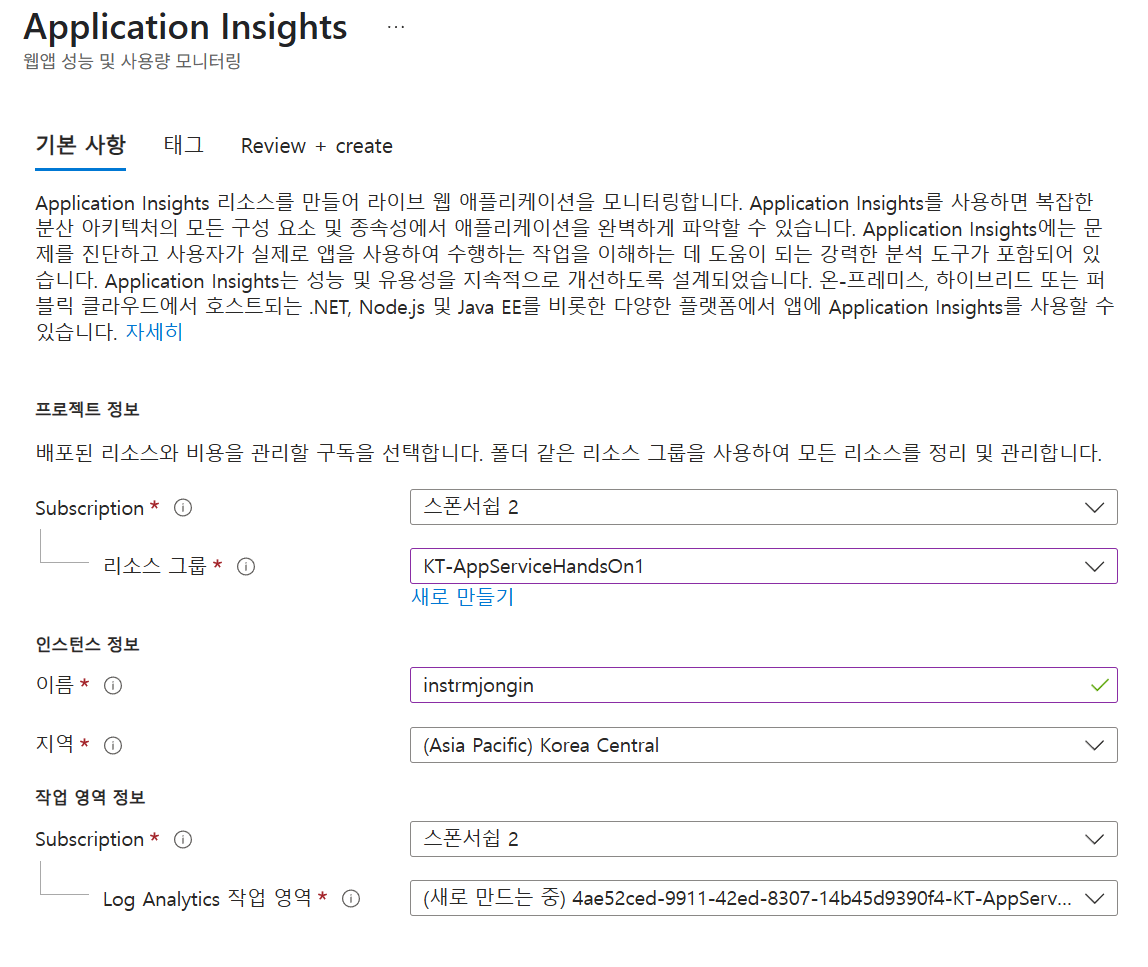 Application Insights ...
웹앱 성능 및 사용량 모니터링
기본 사항 태그 Review + create
Application Insights 리소스를 만들어 라이브 웹 애플리케이션을 모니터링합니다. Application Insights를 사용하면 복잡한
분산 아키텍처의 모든 구성 요소 및 종속성에서 애플리케이션을 완벽하게 파악할 수 있습니다. Application Insights에는 문
제를 진단하고 사용자가 실제로 앱을 사용하여 수행하는 작업을 이해하는 데 도움이 되는 강력한 분석 도구가 포함되어 있
습니다. Application Insights는 성능 및 유용성을 지속적으로 개선하도록 설계되었습니다. 온-프레미스, 하이브리드 또는 퍼
블릭 클라우드에서 호스트되는 .NET, Node.js 및 Java EE를 비롯한 다양한 플랫폼에서 앱에 Application Insights를 사용할 수
있습니다. 자세히
프로젝트 정보
배포된 리소스와 비용을 관리할 구독을 선택합니다. 폴더 같은 리소스 그룹을 사용하여 모든 리소스를 정리 및 관리합니다.
Subscription * 스폰서쉽 2
리소스 그룹 * KT-AppServiceHandsOn1
새로 만들기
인스턴스 정보
이름 * instrmjongin
지역 * (Asia Pacific) Korea Central
작업 영역 정보
Subscription * 스폰서쉽 2
Log Analytics 작업 영역 * (새로 만드는 중) 4ae52ced-9911-42ed-8307-14b45d9390f4-KT-AppServ...